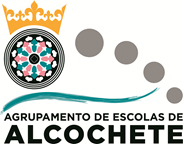 AGRUPAMENTO DE ESCOLAS DE
ALCOCHETE